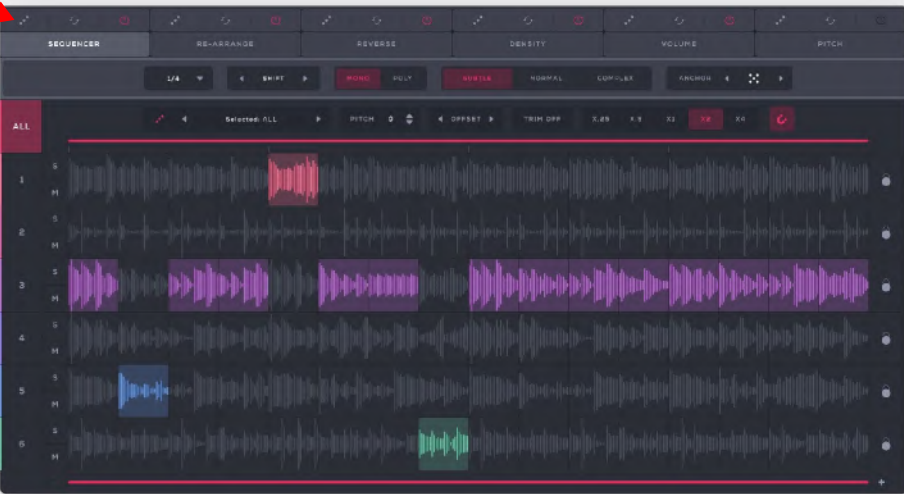 SEQUENCER RE-ARRANGE REVERSE DENSITY VOLUME PITCH
1/4 SHIFT MONO POLY SUBTLE NORMAL COMPLEX ANCHOR
ALL Selected: ALL PITCH 0 OFFSET TRIM OFF X.25 X.5 X1 X2 X4
S
1
M
S
2
M
S
3
M
S
4
M
S
5
M
S
6
M
+